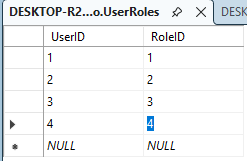 DESKTOP-R2...o.UserRoles
DESK
UserID RoleID
1 1
2 2
3 3
4 4
NULL NULL